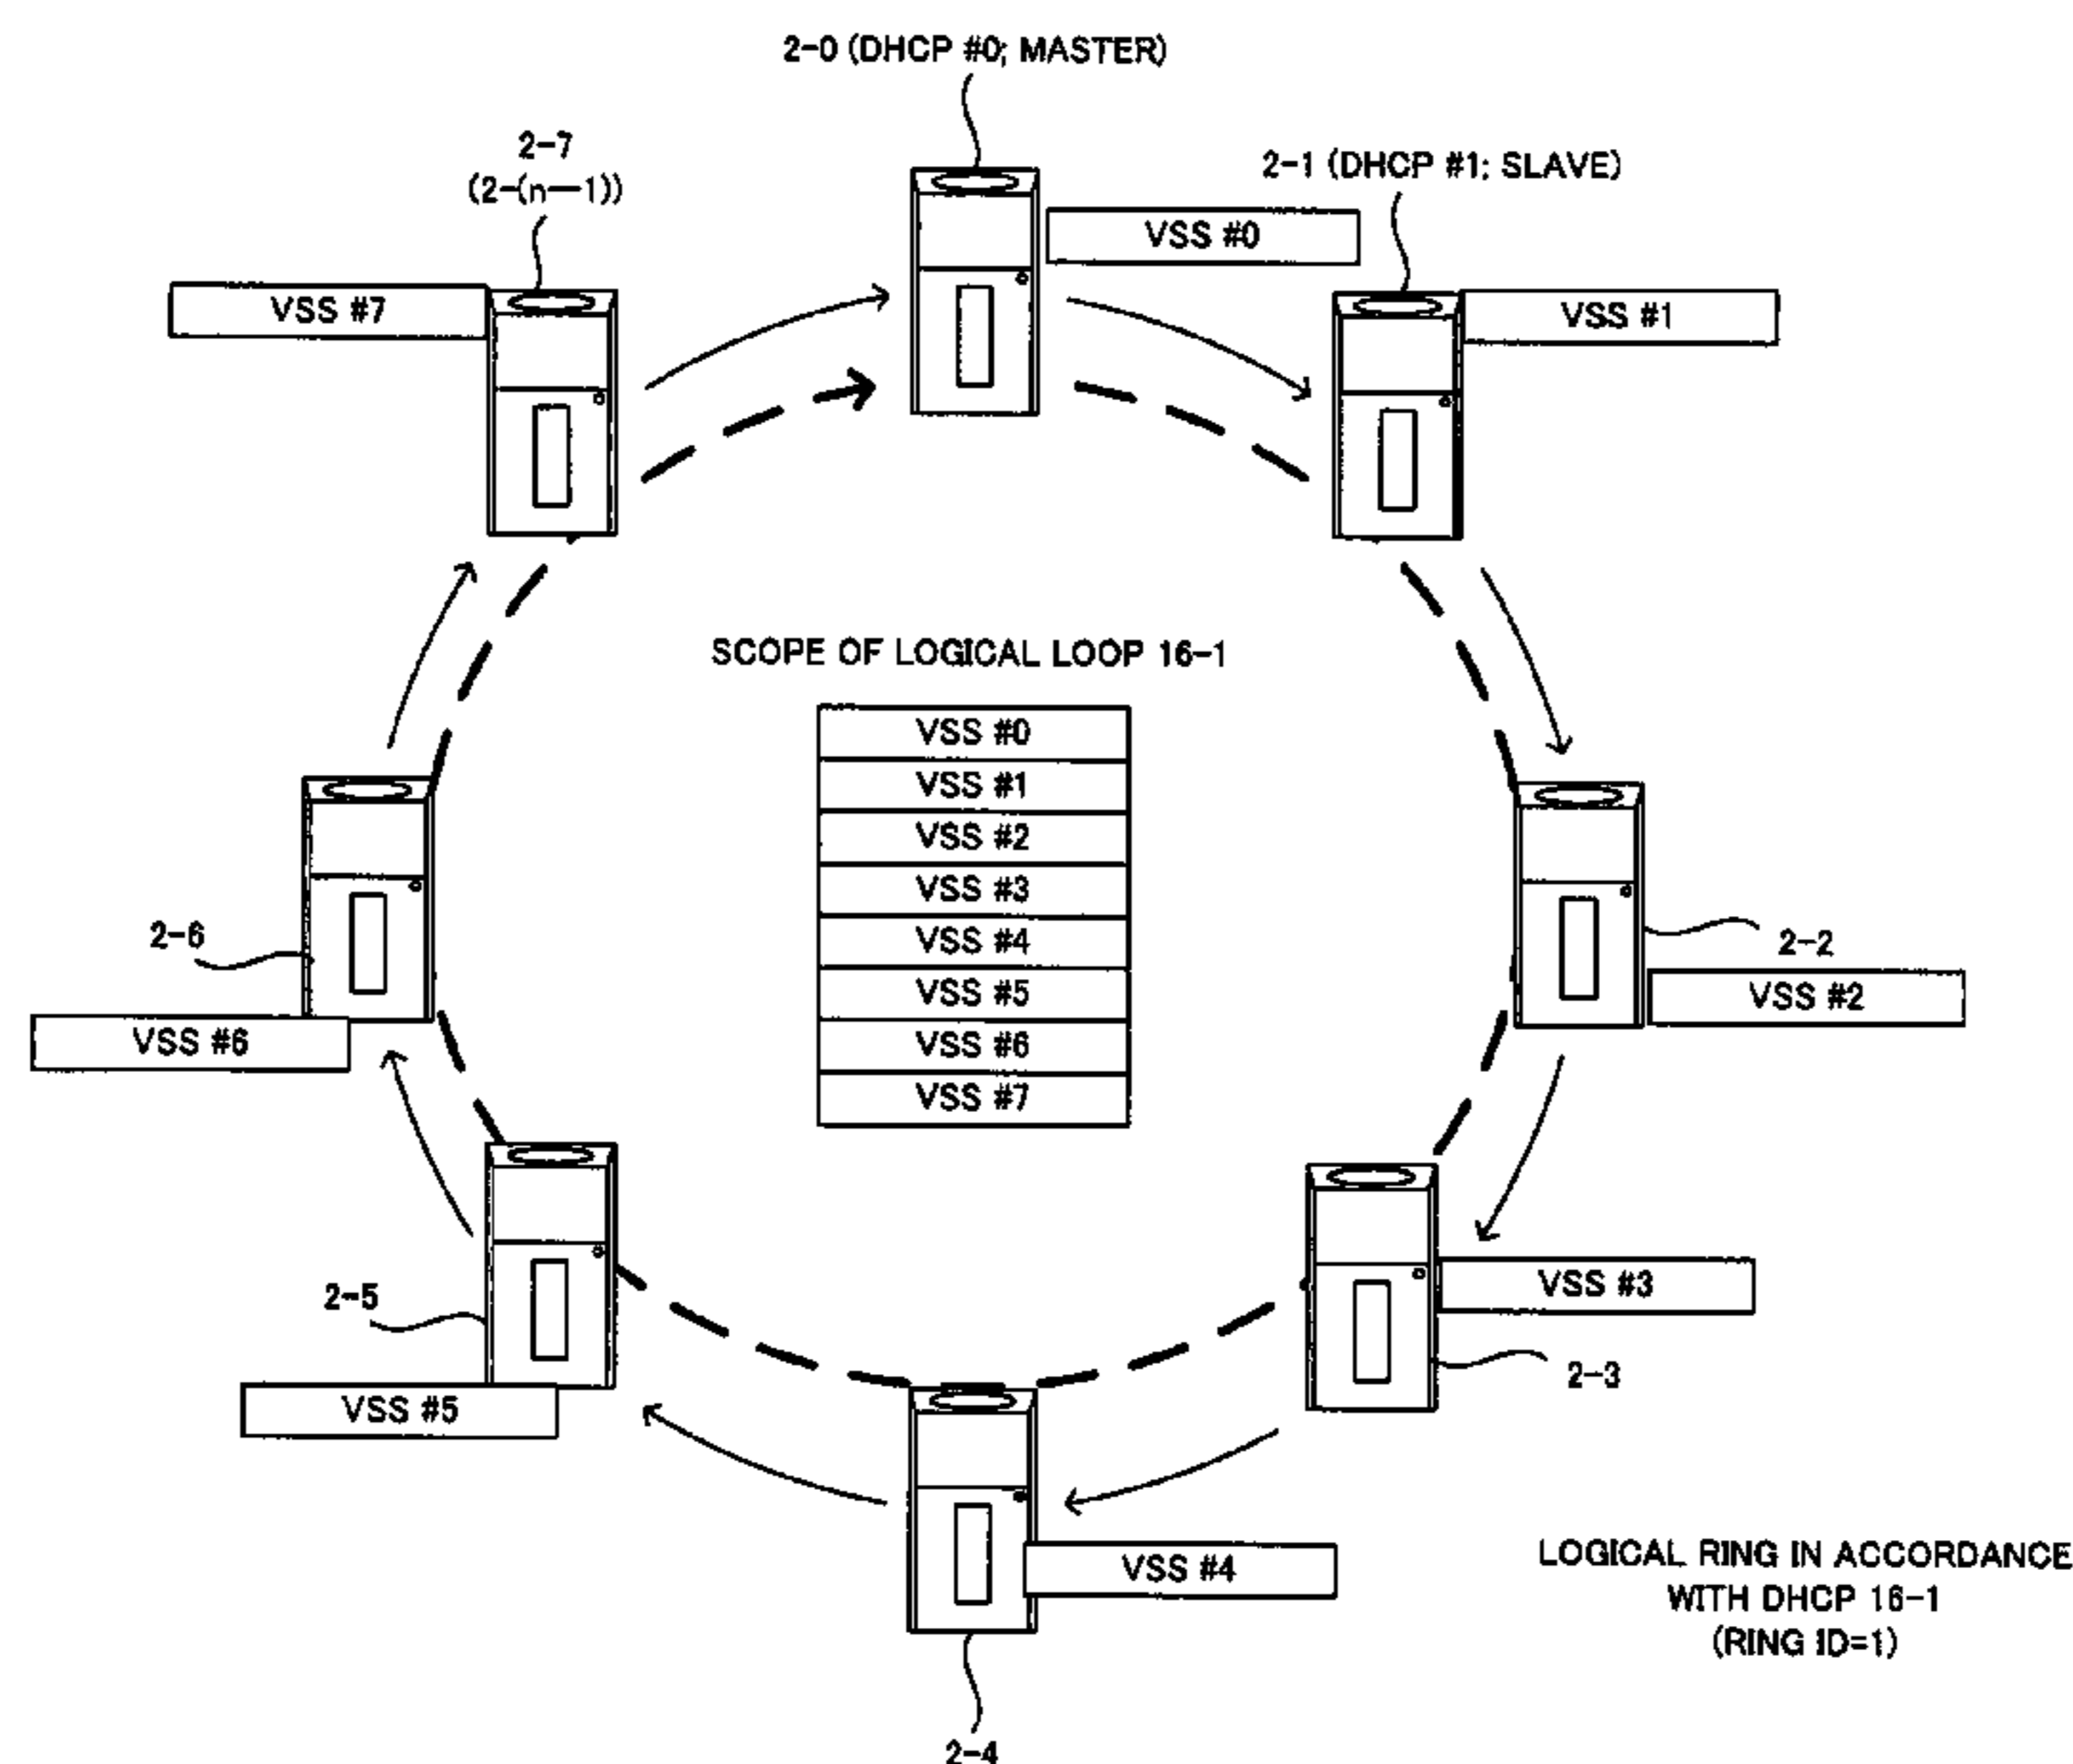 2-0 (DHCP #0; MASTER)
2-7
(2-(n—1))
2-1 (DHCP #1; SLAVE)
VSS #0
VSS #7
VSS #1
SCOPE OF LOGICAL LOOP 16-1
VSS #0
VSS #1
VSS #2
VSS #3
VSS #4
VSS #5
VSS #6
VSS #7
2-6
2-2
VSS #2
VSS #6
VSS #3
2-5
2-3
VSS #5
VSS #4
LOGICAL RING IN ACCORDANCE
WITH DHCP 16-1
(RING ID=1)
2-4